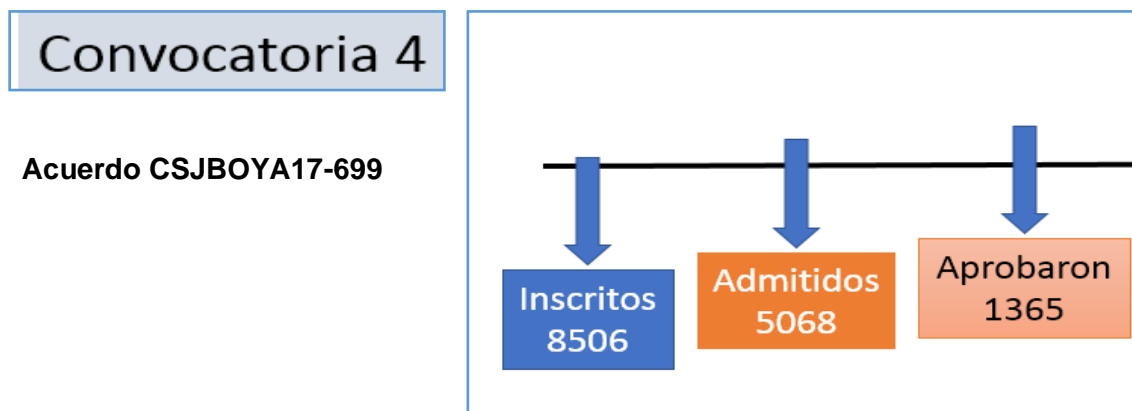 Convocatoria 4
Acuerdo CSJBOYA17-699
Inscritos
8506
Admitidos
5068
Aprobaron
1365